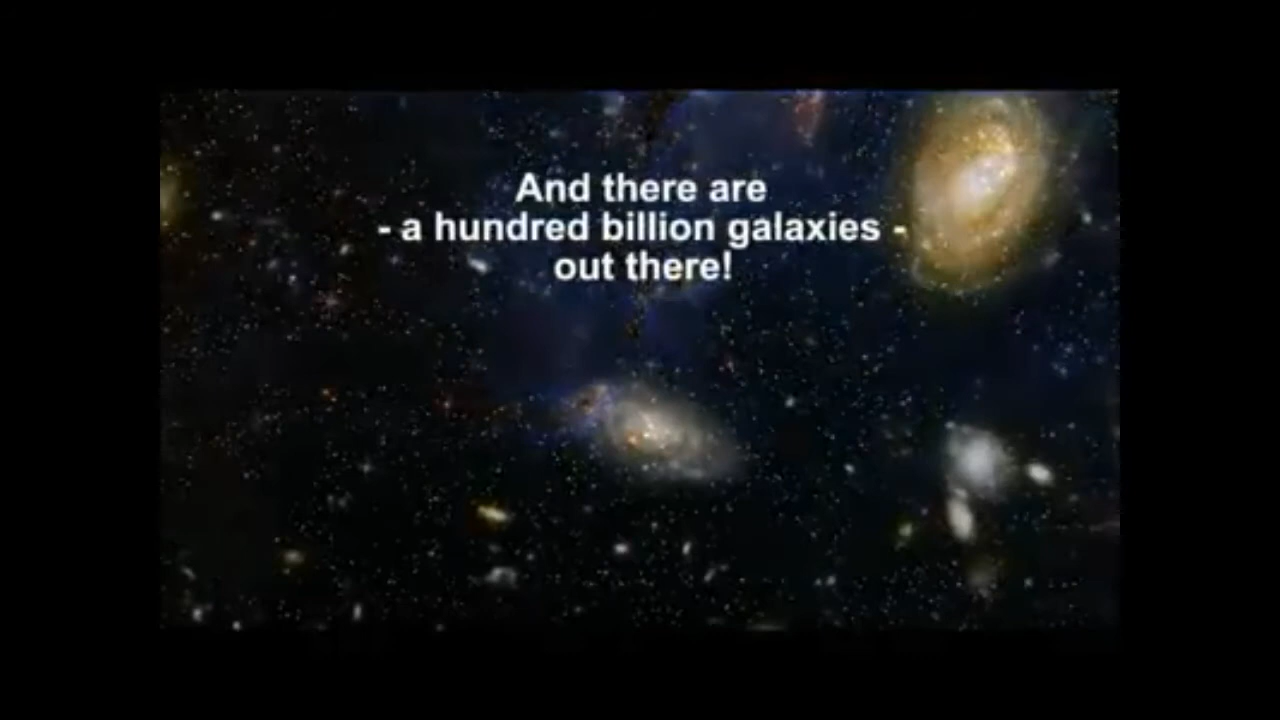 And there are
- a hundred billion galaxies -
out there!